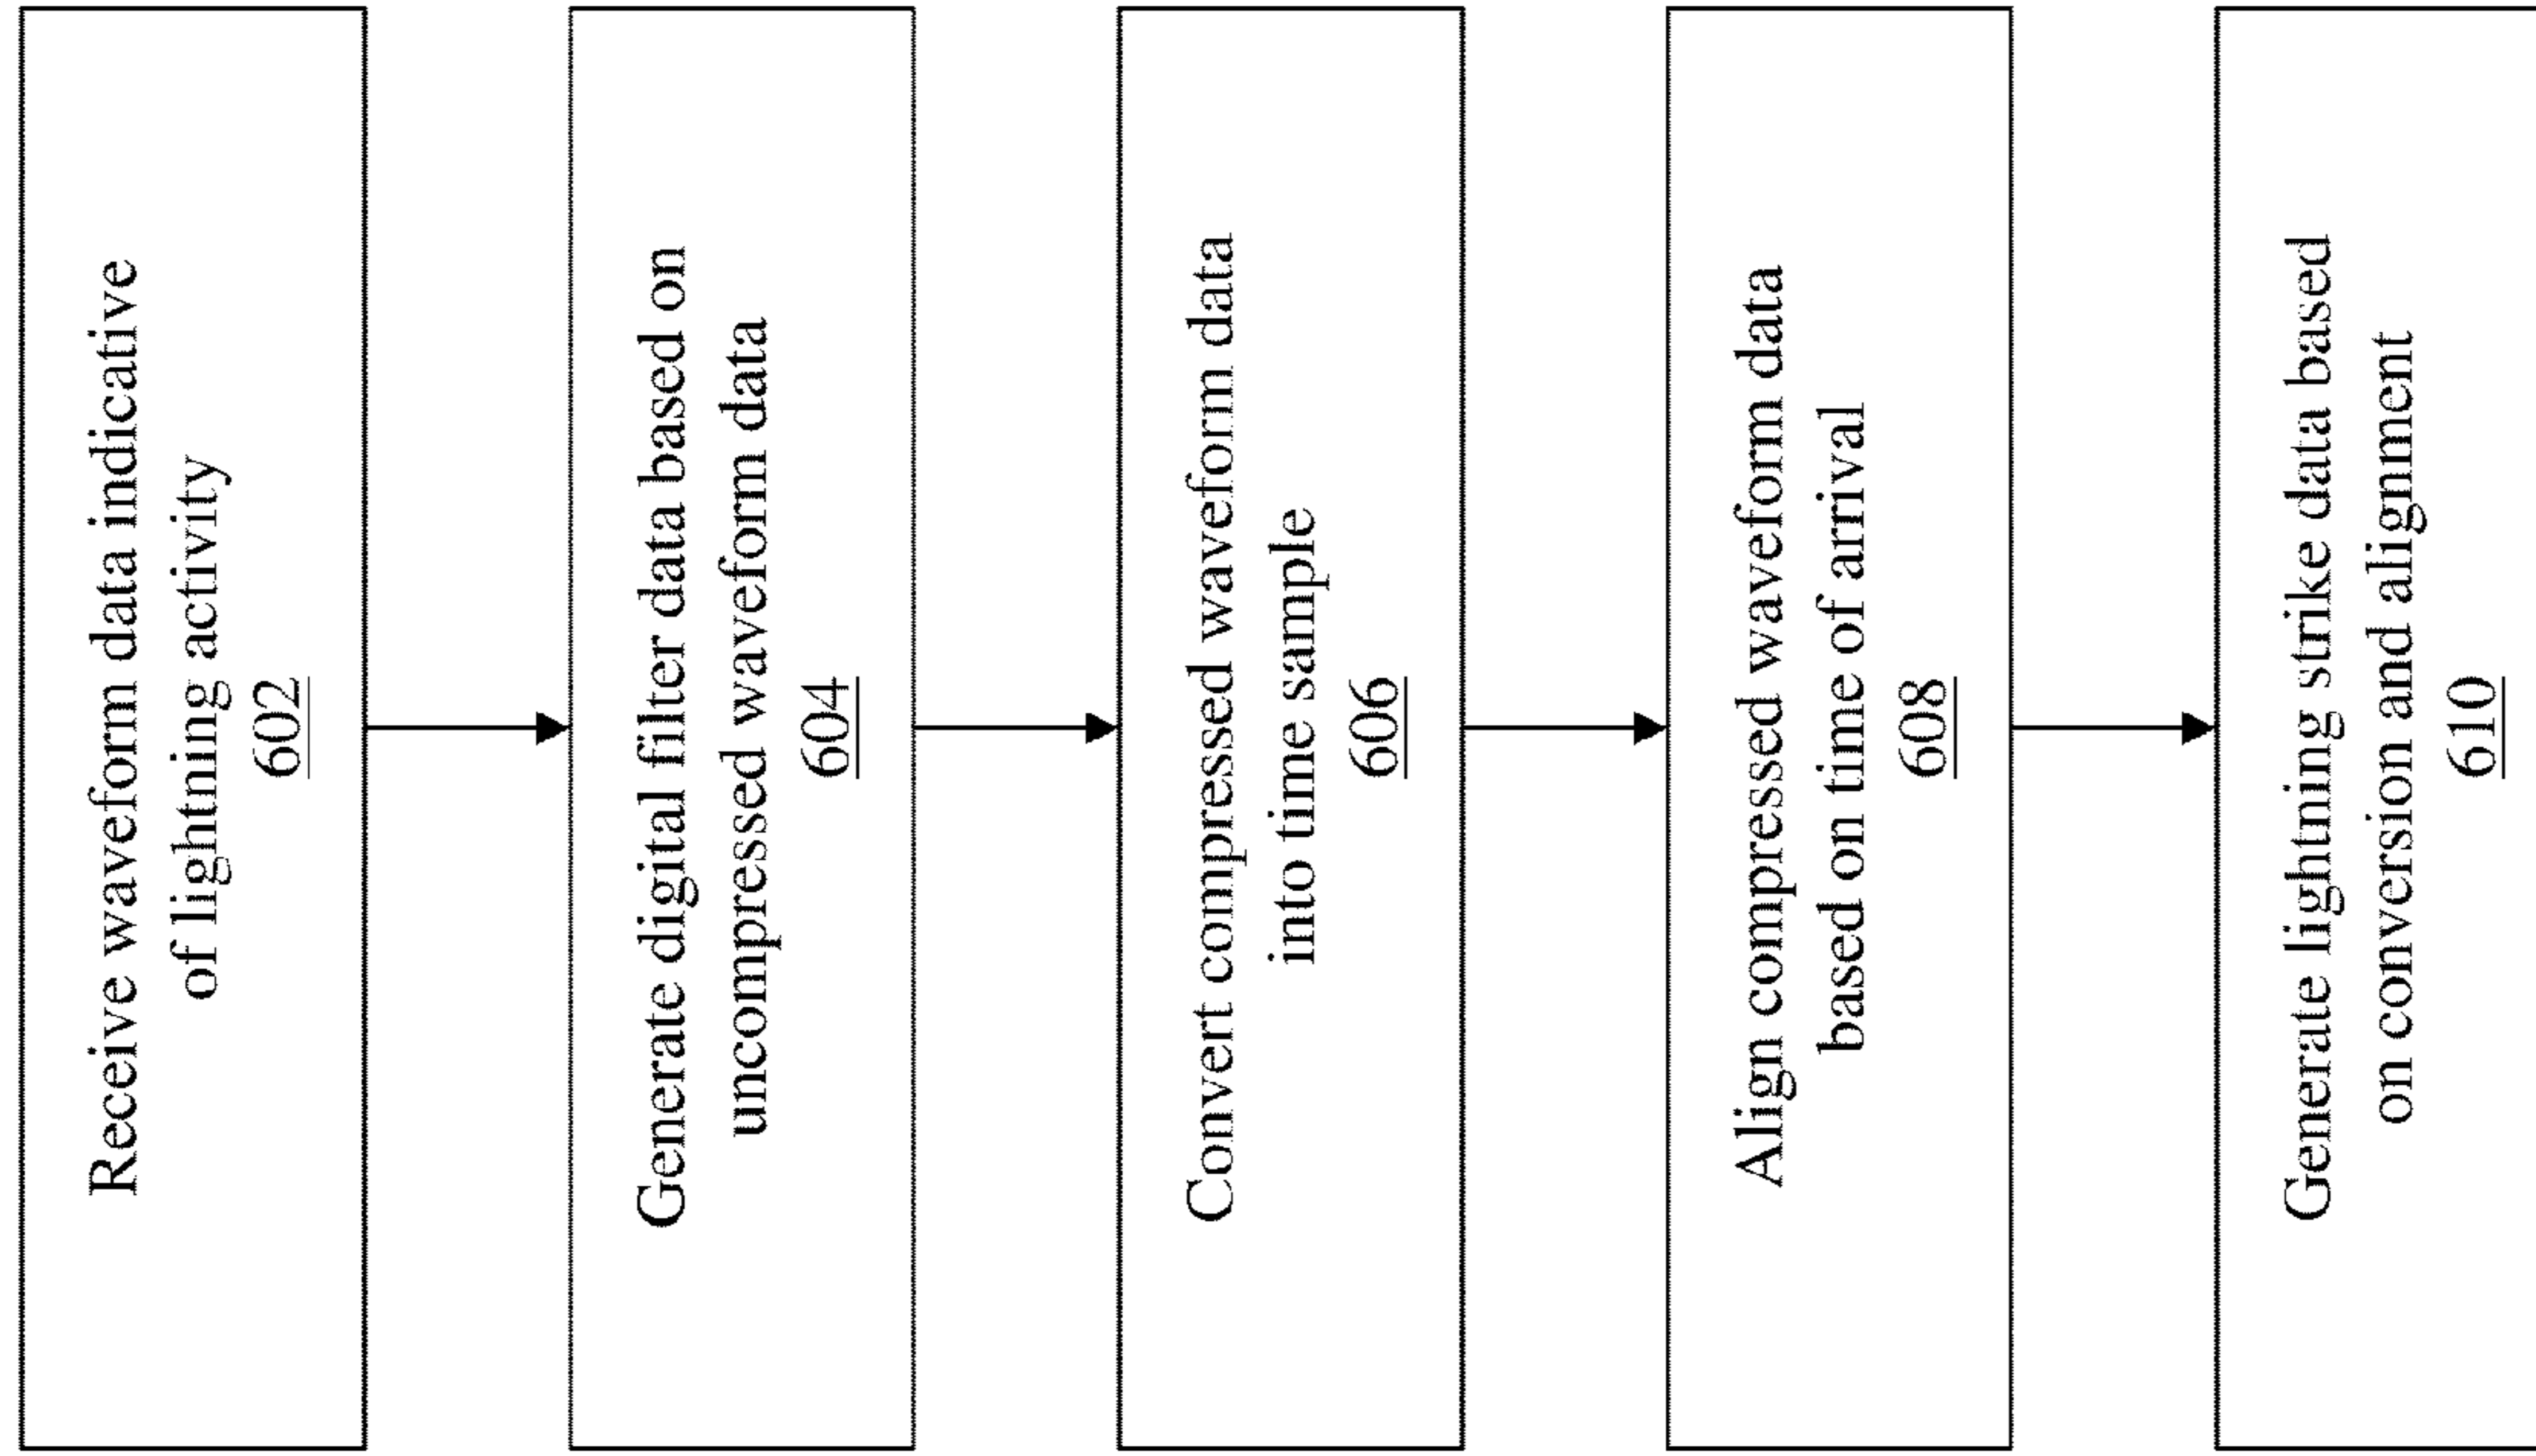 Receive waveform data indicative
of lightning activity
602
Generate digital filter data based on
uncompressed waveform data
604
Convert compressed waveform data
into time sample
606
Align compressed waveform data
based on time of arrival
608
Generate lightning strike data based
on conversion and alignment
610